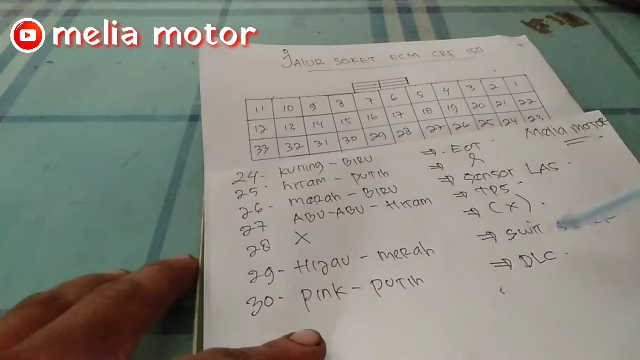 melia motor
JALUR SOKET ECM CRF 150
11 10 9 8 7 6 5 4 3 2 1
12 13 14 15 16 17 18 19 20 21 22
33 32 31 30 29 28 27 26 25 24 23
Melia motor
24- KUNING - BIRU ⇒ . EOT .
25- HITAM - PUTIH ⇒
26- MERAH - BIRU ⇒ SENSOR LAS .
27 ABU-ABU - HITAM ⇒ TPS .
28 X ⇒ (X) .
29- HIJAU - MERAH ⇒
30- PINK - PUTIH ⇒ DLC .